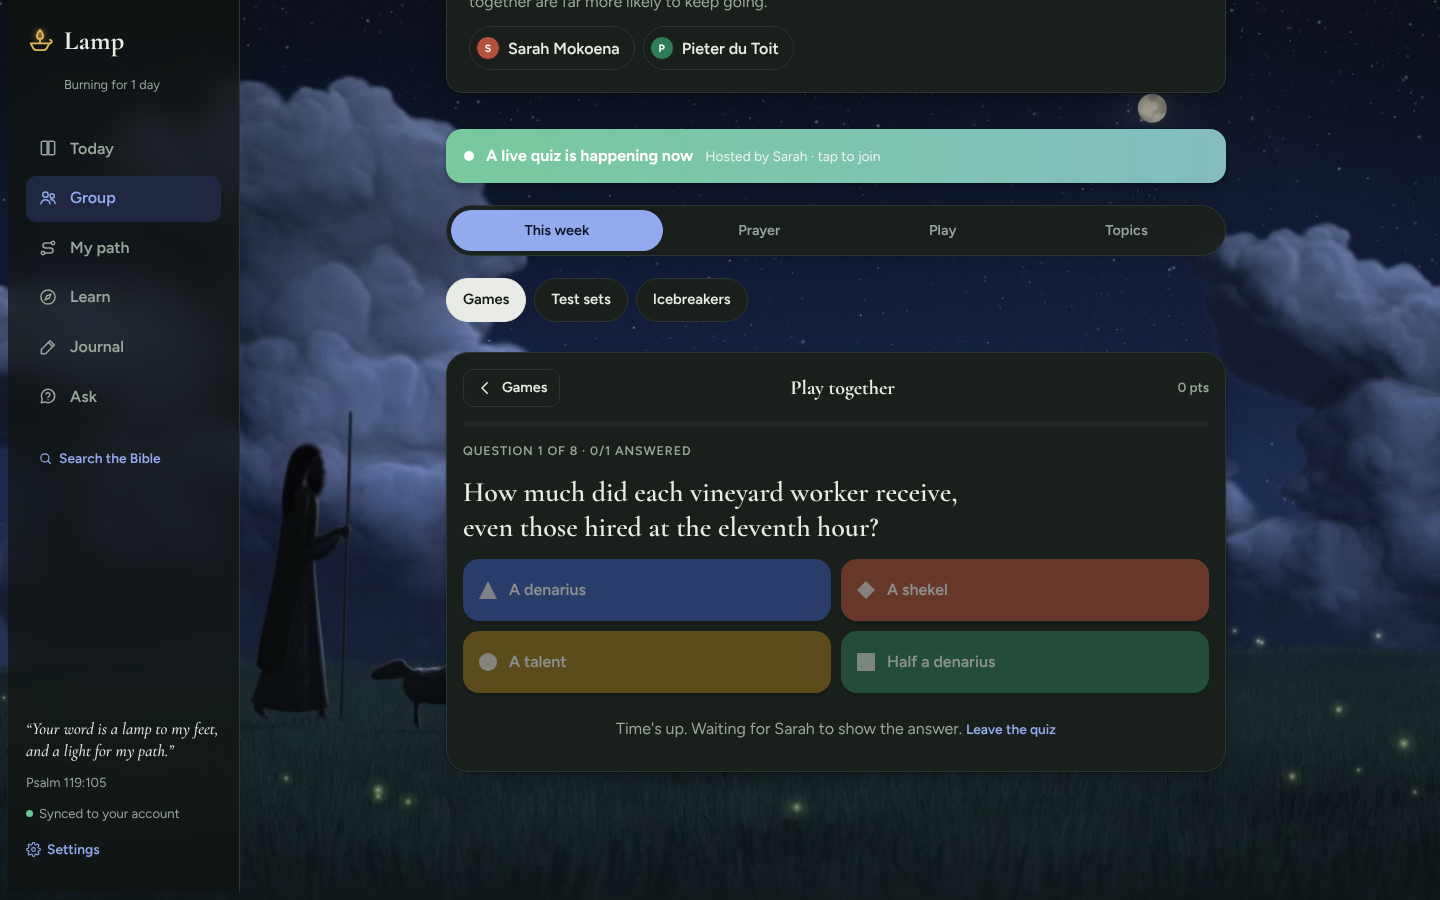 Lamp
Burning for 1 day
Today
Group
My path
Learn
Journal
Ask
Search the Bible
“Your word is a lamp to my feet,
and a light for my path.”
Psalm 119:105
Synced to your account
Settings
together are far more likely to keep going.
S Sarah Mokoena
P Pieter du Toit
A live quiz is happening now Hosted by Sarah · tap to join
This week Prayer Play Topics
Games Test sets Icebreakers
Games Play together 0 pts
QUESTION 1 OF 8 · 0/1 ANSWERED
How much did each vineyard worker receive,
even those hired at the eleventh hour?
A denarius A shekel
A talent Half a denarius
Time's up. Waiting for Sarah to show the answer. Leave the quiz